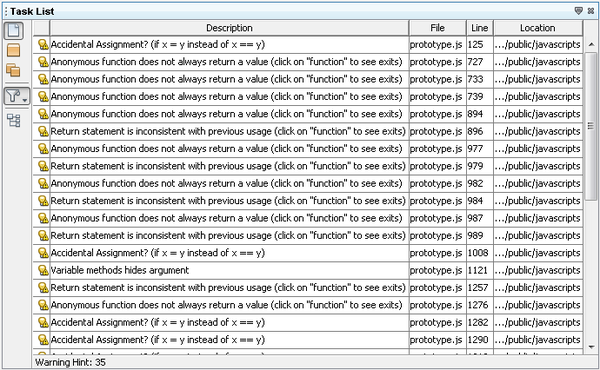 Task List
Description File Line Location
Accidental Assignment? (if x = y instead of x == y) prototype.js 125 .../public/javascripts
Anonymous function does not always return a value (click on "function" to see exits) prototype.js 727 .../public/javascripts
Anonymous function does not always return a value (click on "function" to see exits) prototype.js 733 .../public/javascripts
Anonymous function does not always return a value (click on "function" to see exits) prototype.js 739 .../public/javascripts
Anonymous function does not always return a value (click on "function" to see exits) prototype.js 894 .../public/javascripts
Return statement is inconsistent with previous usage (click on "function" to see exits) prototype.js 896 .../public/javascripts
Anonymous function does not always return a value (click on "function" to see exits) prototype.js 977 .../public/javascripts
Return statement is inconsistent with previous usage (click on "function" to see exits) prototype.js 979 .../public/javascripts
Anonymous function does not always return a value (click on "function" to see exits) prototype.js 982 .../public/javascripts
Return statement is inconsistent with previous usage (click on "function" to see exits) prototype.js 984 .../public/javascripts
Anonymous function does not always return a value (click on "function" to see exits) prototype.js 987 .../public/javascripts
Return statement is inconsistent with previous usage (click on "function" to see exits) prototype.js 989 .../public/javascripts
Accidental Assignment? (if x = y instead of x == y) prototype.js 1008 .../public/javascripts
Variable methods hides argument prototype.js 1121 .../public/javascripts
Return statement is inconsistent with previous usage (click on "function" to see exits) prototype.js 1257 .../public/javascripts
Anonymous function does not always return a value (click on "function" to see exits) prototype.js 1276 .../public/javascripts
Accidental Assignment? (if x = y instead of x == y) prototype.js 1282 .../public/javascripts
Accidental Assignment? (if x = y instead of x == y) prototype.js 1290 .../public/javascripts
Warning Hint: 35